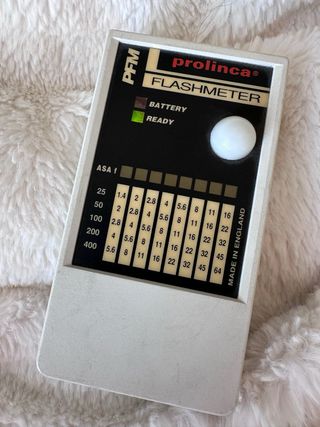 PFM
prolinca®
FLASHMETER
BATTERY
READY
ASA f
25 1.4 2 2.8 4 5.6 8 11 16
50 2 2.8 4 5.6 8 11 16 22
100 2.8 4 5.6 8 11 16 22 32
200 4 5.6 8 11 16 22 32 45
400 5.6 8 11 16 22 32 45 64
MADE IN ENGLAND